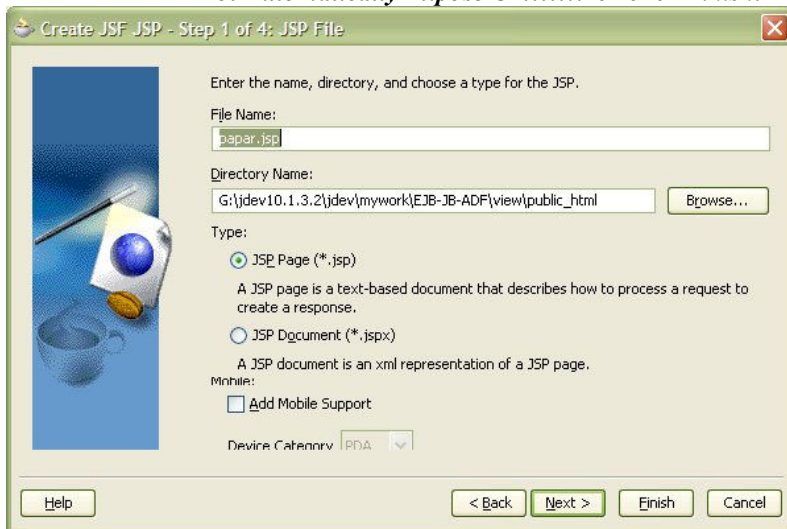 Create JSF JSP - Step 1 of 4: JSP File
Enter the name, directory, and choose a type for the JSP.
File Name:
papar.jsp
Directory Name:
G:\jdev10.1.3.2\jdev\mywork\EJB-JB-ADF\view\public_html Browse...
Type:
JSP Page (*.jsp)
A JSP page is a text-based document that describes how to process a request to
create a response.
JSP Document (*.jspx)
A JSP document is an xml representation of a JSP page.
Mobile:
Add Mobile Support
Device Category PDA
Help < Back Next > Finish Cancel